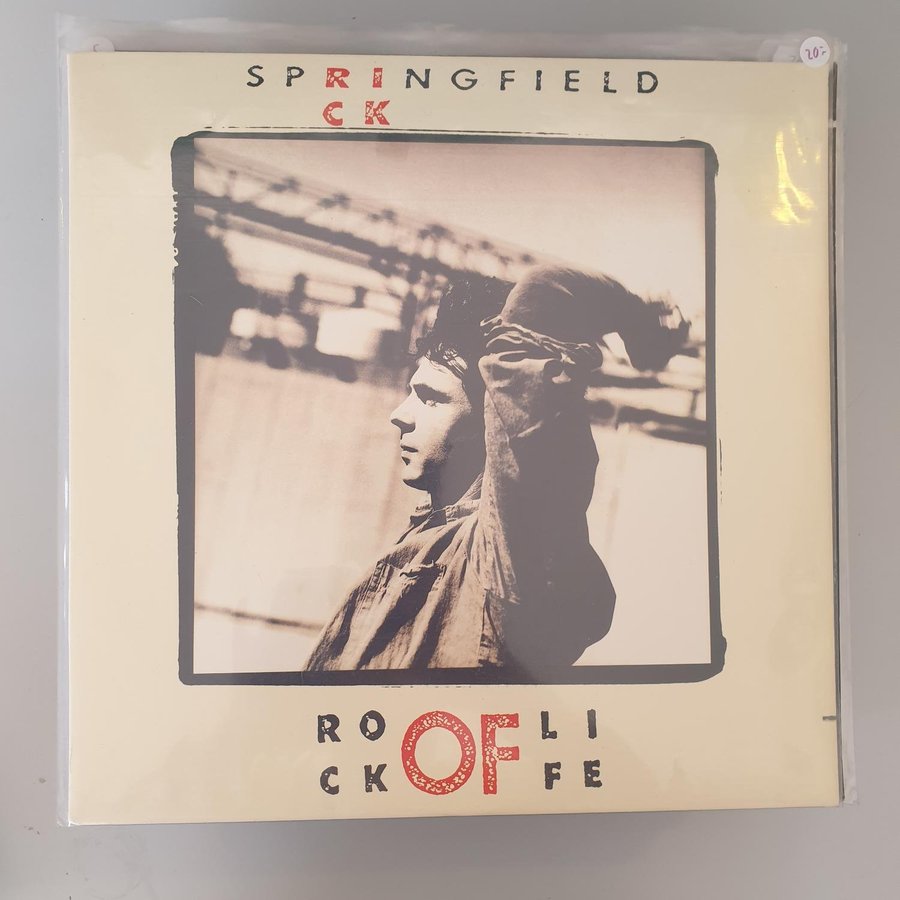 SPRINGFIELD
CK
RO OF LI
CK FE
20:-